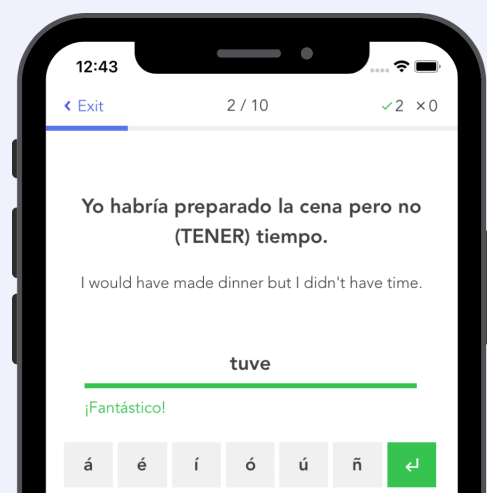 12:43
Exit 2 / 10 ✓2 ×0
Yo habría preparado la cena pero no
(TENER) tiempo.
I would have made dinner but I didn't have time.
tuve
¡Fantástico!
á é í ó ú ñ